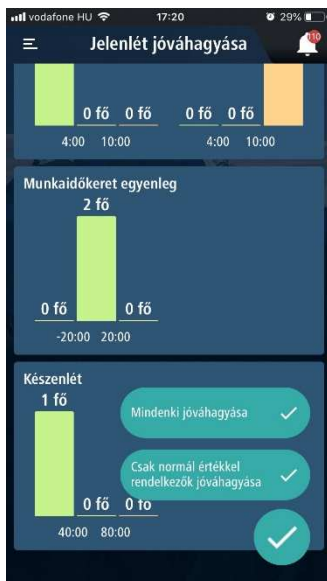 vodafone HU 17:20 29%
Jelenlét jóváhagyása
110
0 fő 0 fő 0 fő 0 fő
4:00 10:00 4:00 10:00
Munkaidőkeret egyenleg
2 fő
0 fő 0 fő
-20:00 20:00
Készenlét
1 fő
Mindenki jóváhagyása
Csak normál értékkel
rendelkezők jóváhagyása
0 fő 0 fő
40:00 80:00